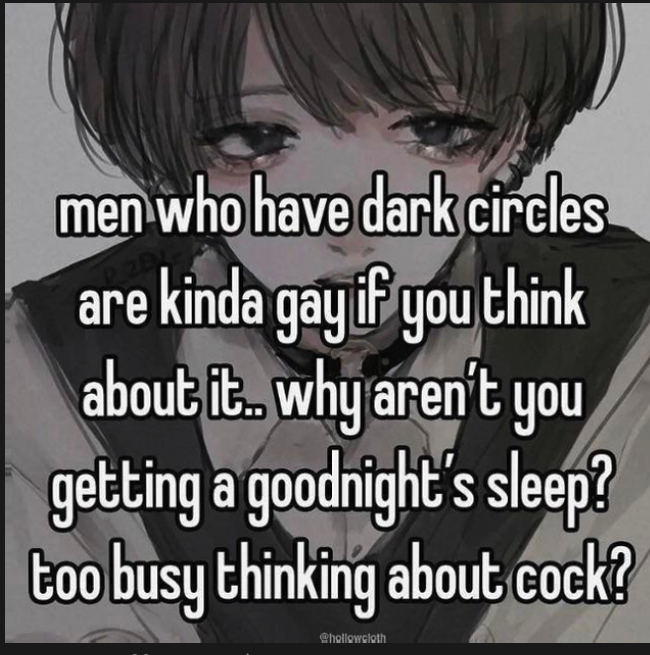 men who have dark circles
are kinda gay if you think
about it.. why aren't you
getting a goodnight's sleep?
too busy thinking about cock?
@hollowcloth